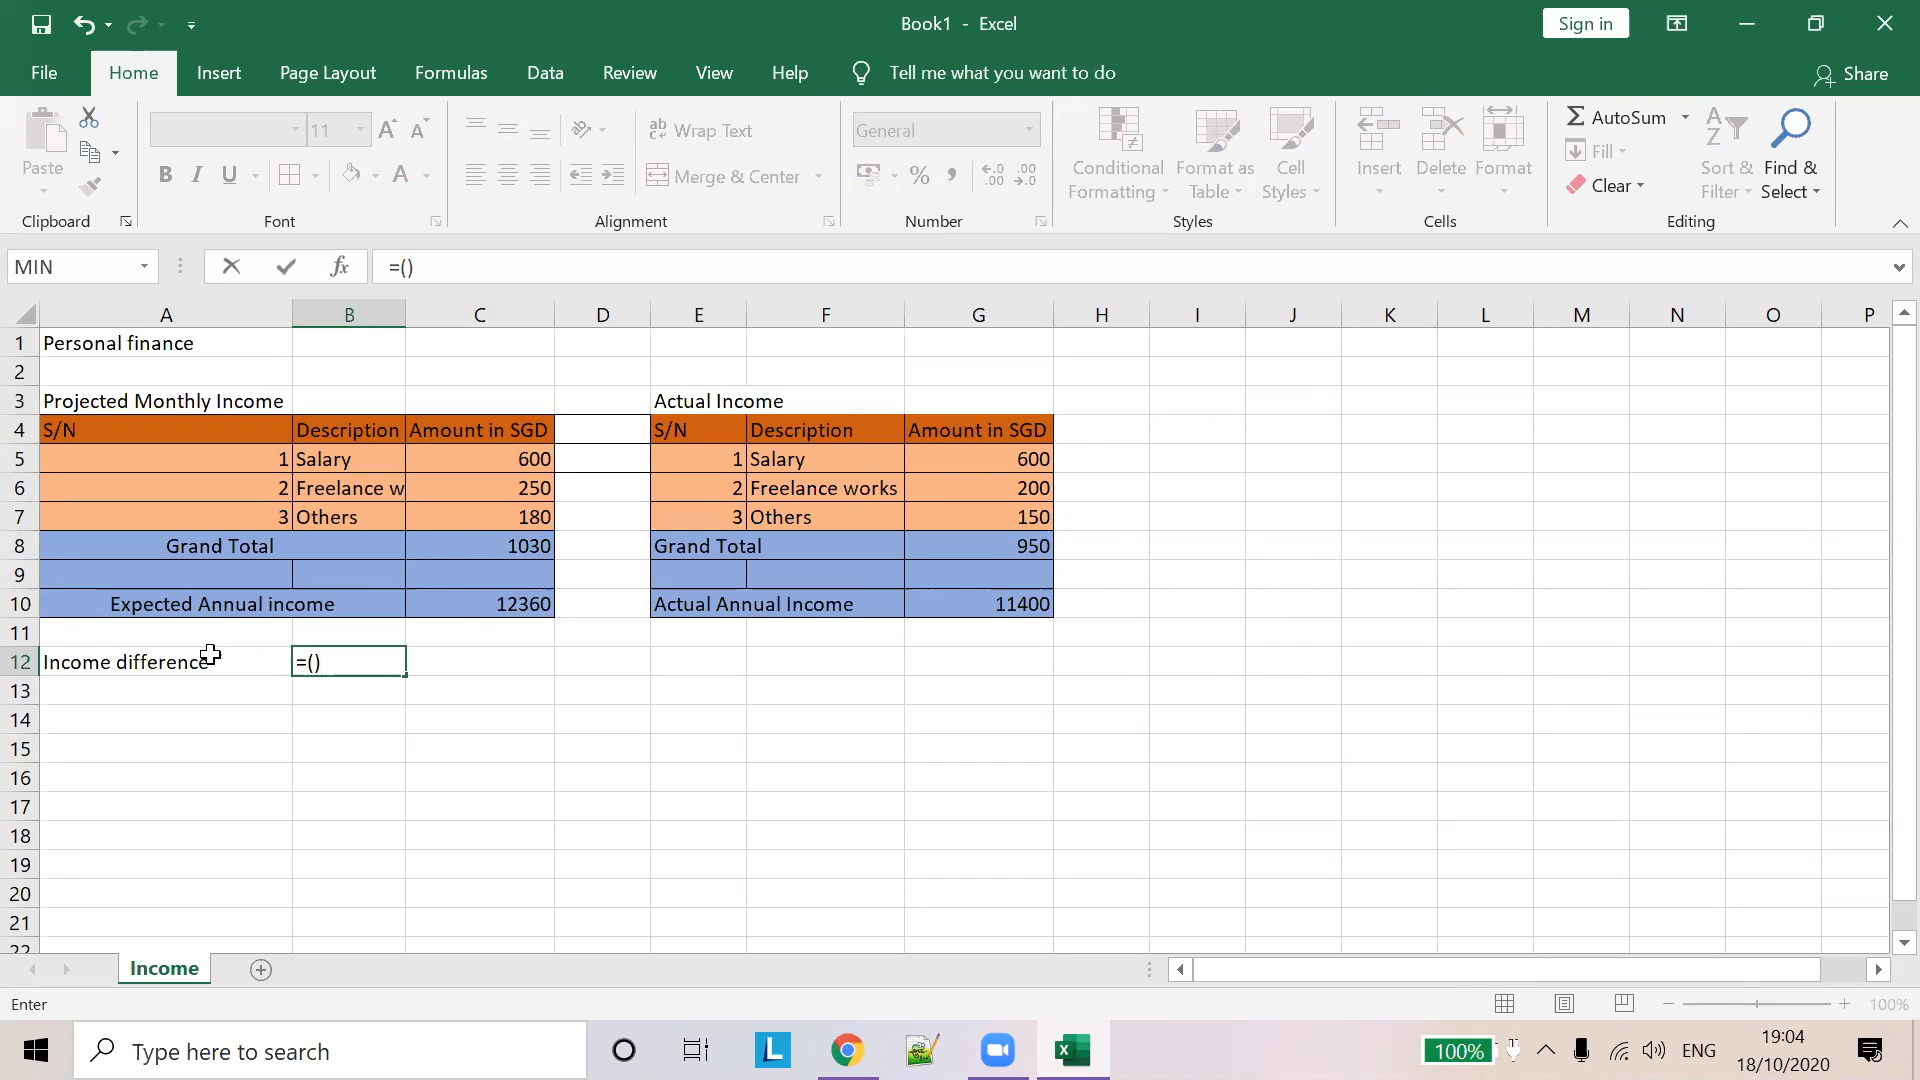 Book1 - Excel
Sign in
File Home Insert Page Layout Formulas Data Review View Help Tell me what you want to do Share
Paste
11
Wrap Text
Merge & Center
General
Conditional Formatting
Format as Table
Cell Styles
Insert
Delete
Format
AutoSum
Fill
Clear
Sort & Filter
Find & Select
Clipboard Font Alignment Number Styles Cells Editing
MIN fx =()
A B C D E F G H I J K L M N O P
1 Personal finance
2
3 Projected Monthly Income Actual Income
4 S/N Description Amount in SGD S/N Description Amount in SGD
5 1 Salary 600 1 Salary 600
6 2 Freelance w 250 2 Freelance works 200
7 3 Others 180 3 Others 150
8 Grand Total 1030 Grand Total 950
9
10 Expected Annual income 12360 Actual Annual Income 11400
11
12 Income difference =()
13
14
15
16
17
18
19
20
21
22
Income
Enter 100%
Type here to search 100% ENG 19:04
18/10/2020